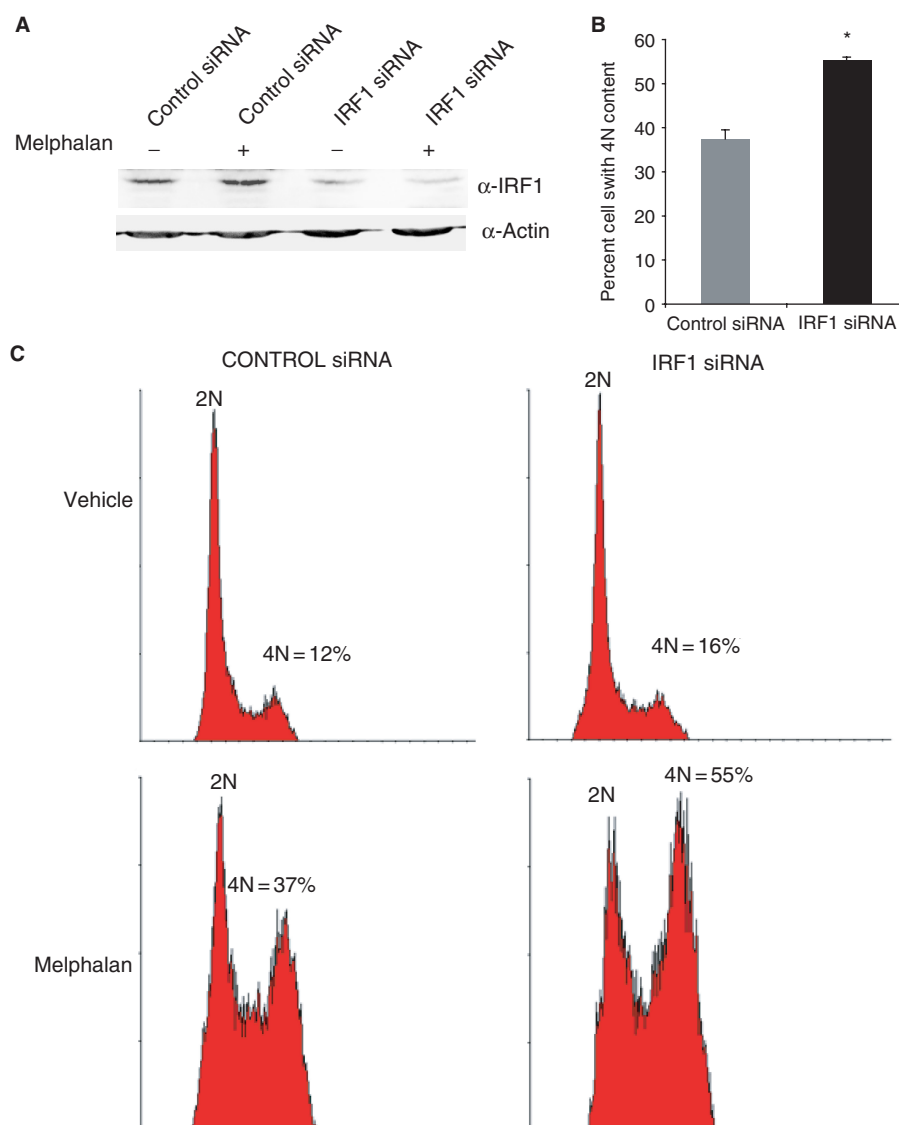 A
Control siRNA
Control siRNA
IRF1 siRNA
IRF1 siRNA
Melphalan
– + – +
α-IRF1
α-Actin
B
*
Percent cell swith 4N content
60
50
40
30
20
10
0
Control siRNA
IRF1 siRNA
C
CONTROL siRNA
IRF1 siRNA
Vehicle
2N
4N = 12%
2N
4N = 16%
Melphalan
2N
4N = 37%
2N
4N = 55%